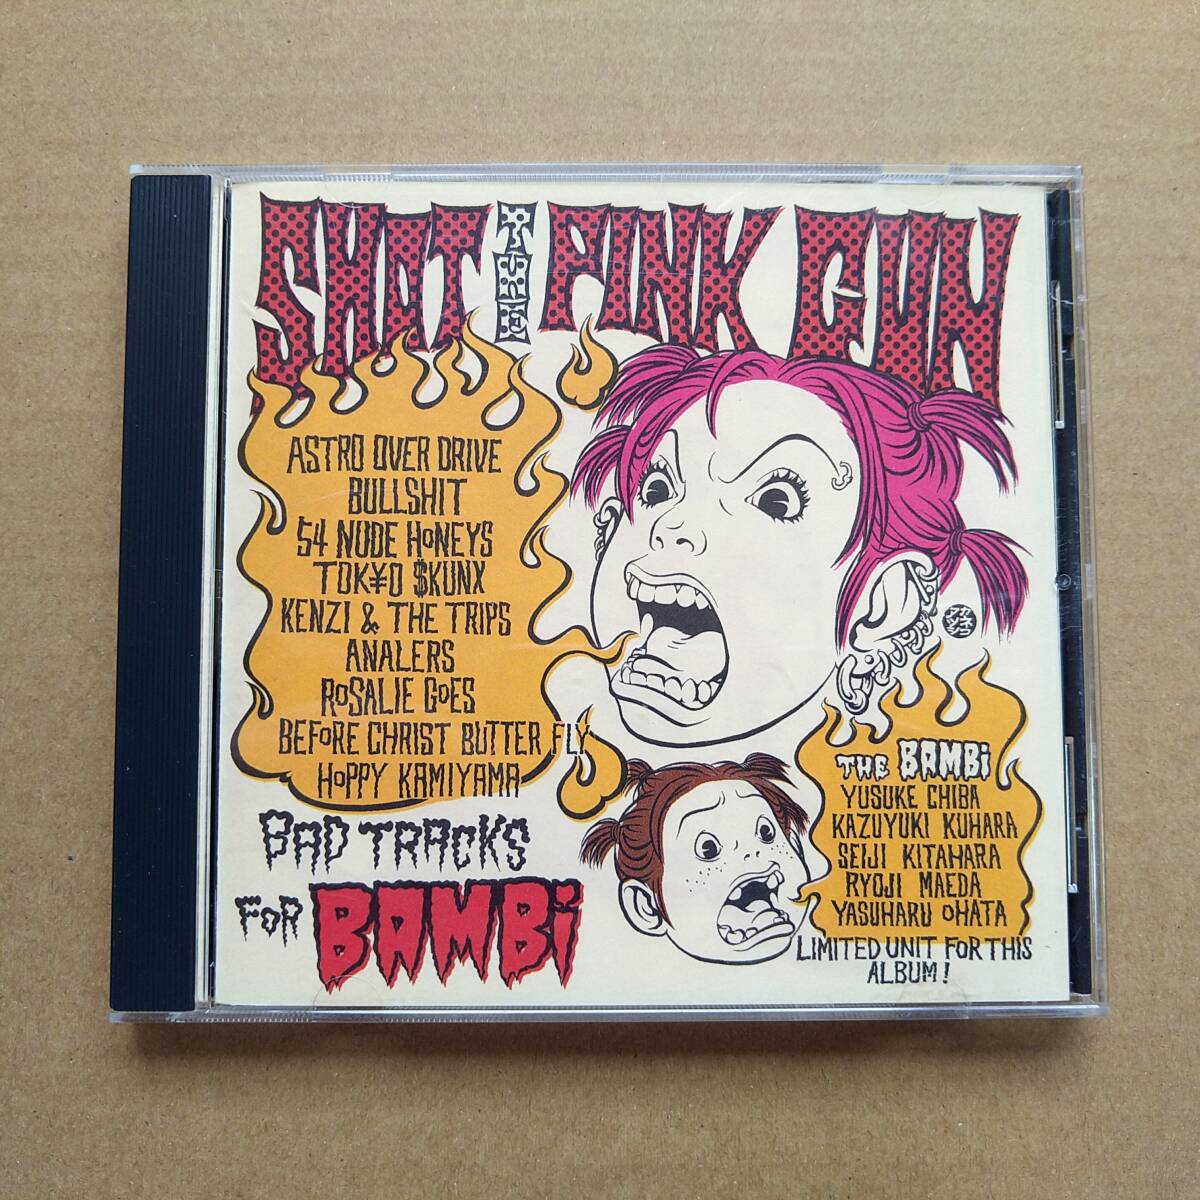 SHOT THE PINK GUN
ASTRO OVER DRIVE
BULLSHIT
54 NUDE HONEYS
TOK¥O $KUNX
KENZI & THE TRIPS
ANALERS
ROSALIE GOES
BEFORE CHRIST BUTTER FLY
HOPPY KAMIYAMA
BAD TRACKS
FOR BAMBi
THE BAMBi
YUSUKE CHIBA
KAZUYUKI KUHARA
SEIJI KITAHARA
RYOJI MAEDA
YASUHARU OHATA
LIMITED UNIT FOR THIS
ALBUM!